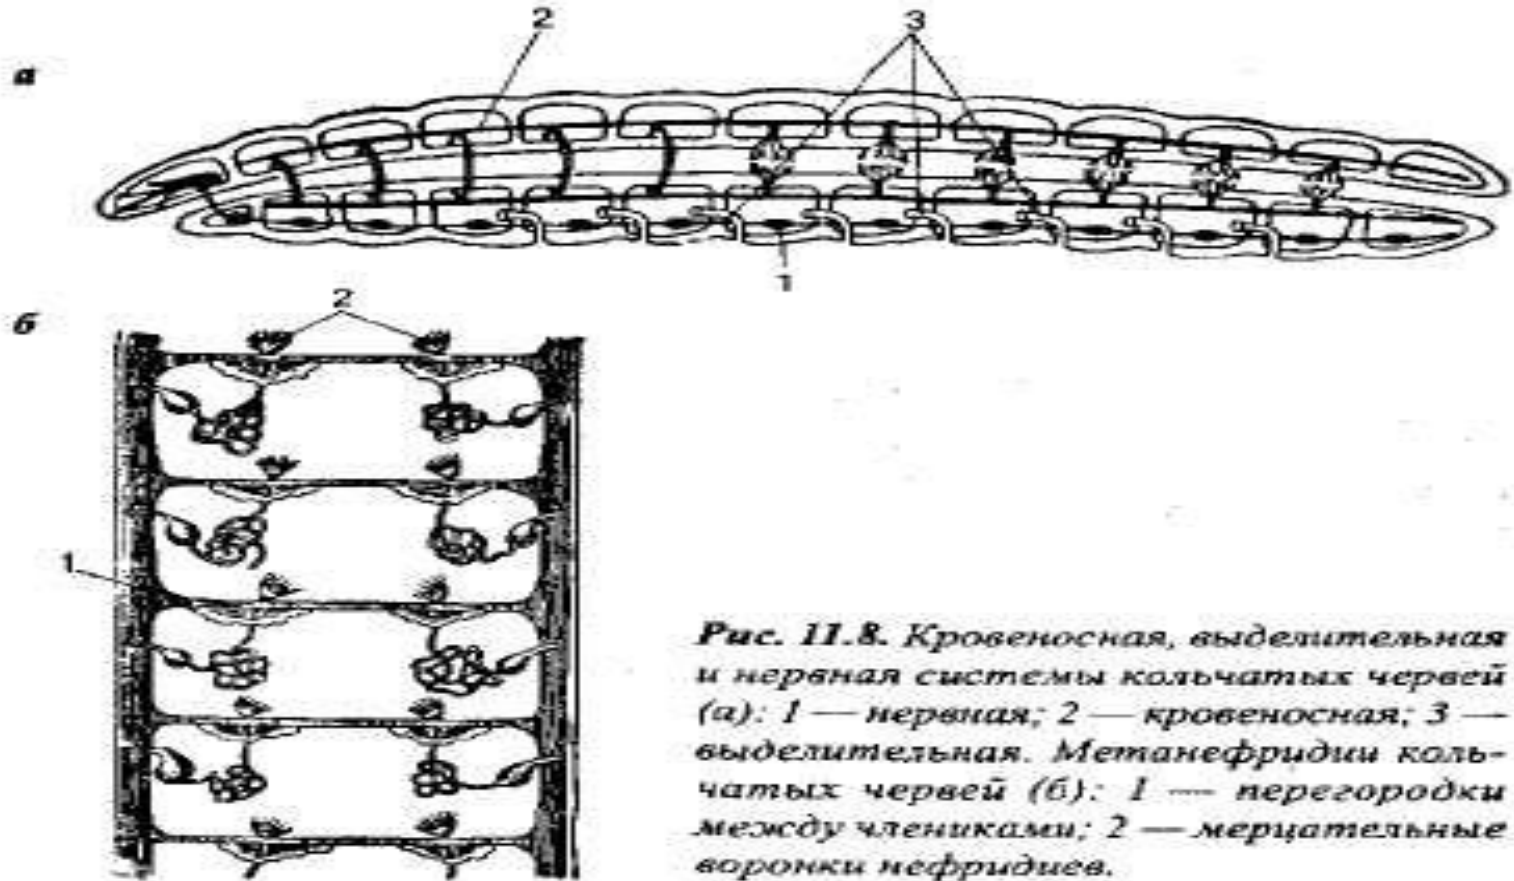 2
3
а
1
б
2
1
Рис. 11.8. Кровеносная, выделительная
и нервная системы кольчатых червей
(а): 1 — нервная; 2 — кровеносная; 3 —
выделительная. Метанефридии коль-
чатых червей (б): 1 — перегородки
между члениками; 2 — мерцательные
воронки нефридиев.